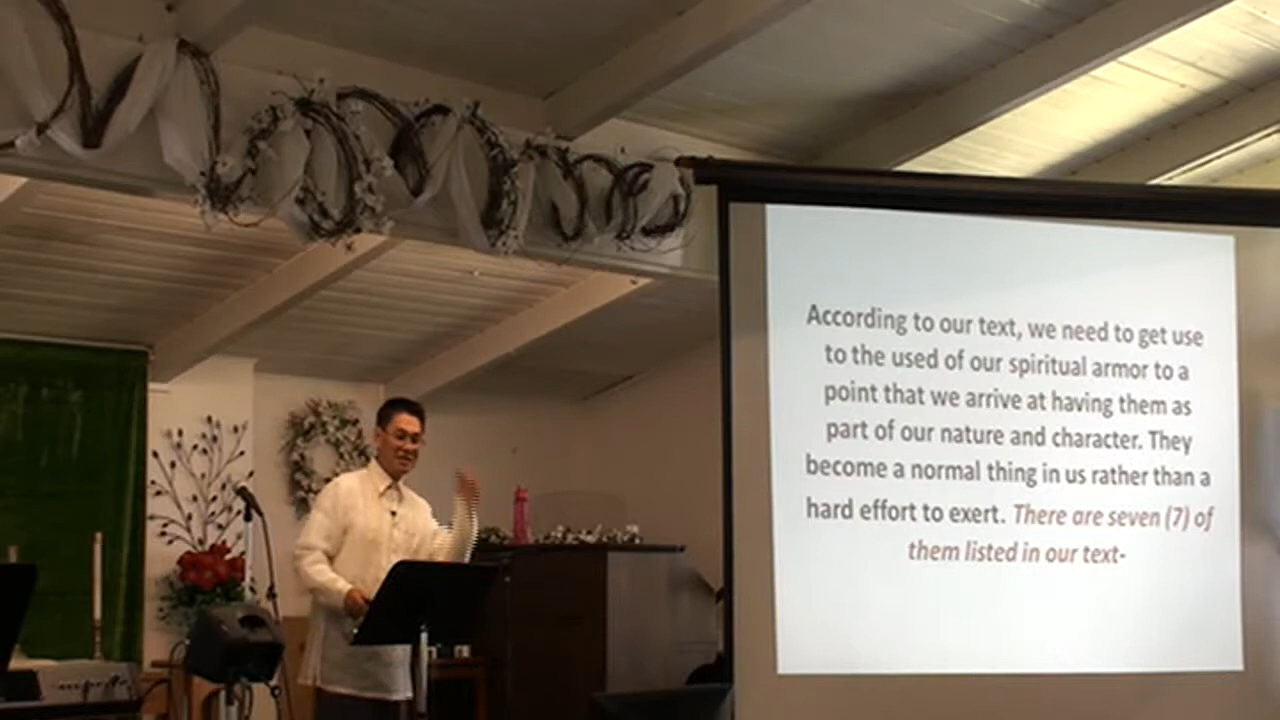 According to our text, we need to get use
to the used of our spiritual armor to a
point that we arrive at having them as
part of our nature and character. They
become a normal thing in us rather than a
hard effort to exert. There are seven (7) of
them listed in our text-